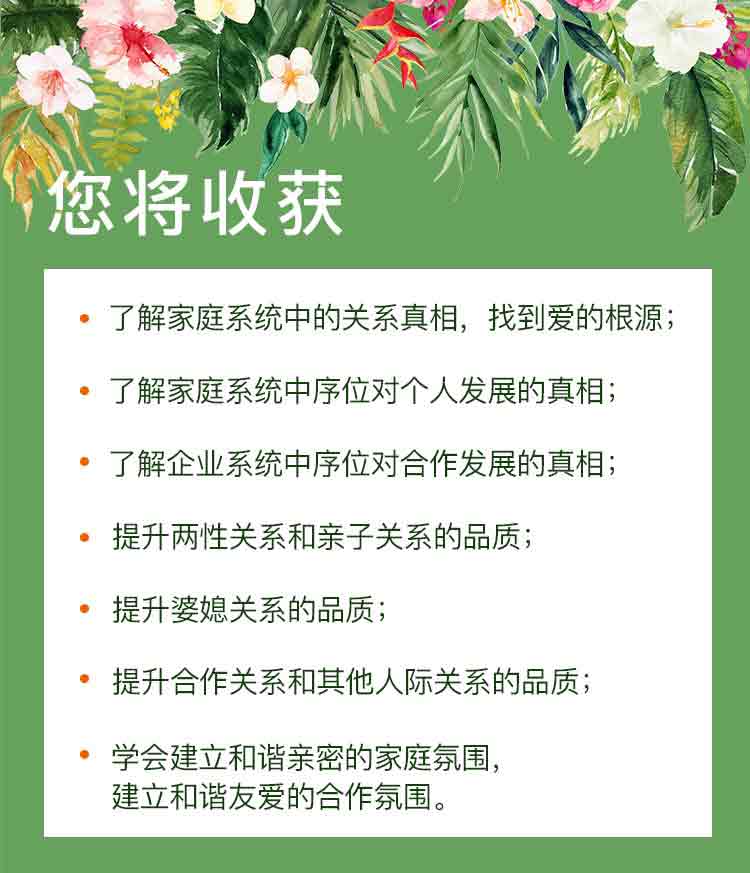 您将收获
了解家庭系统中的关系真相，找到爱的根源；
了解家庭系统中序位对个人发展的真相；
了解企业系统中序位对合作发展的真相；
提升两性关系和亲子关系的品质；
提升婆媳关系的品质；
提升合作关系和其他人际关系的品质；
学会建立和谐亲密的家庭氛围，
建立和谐友爱的合作氛围。